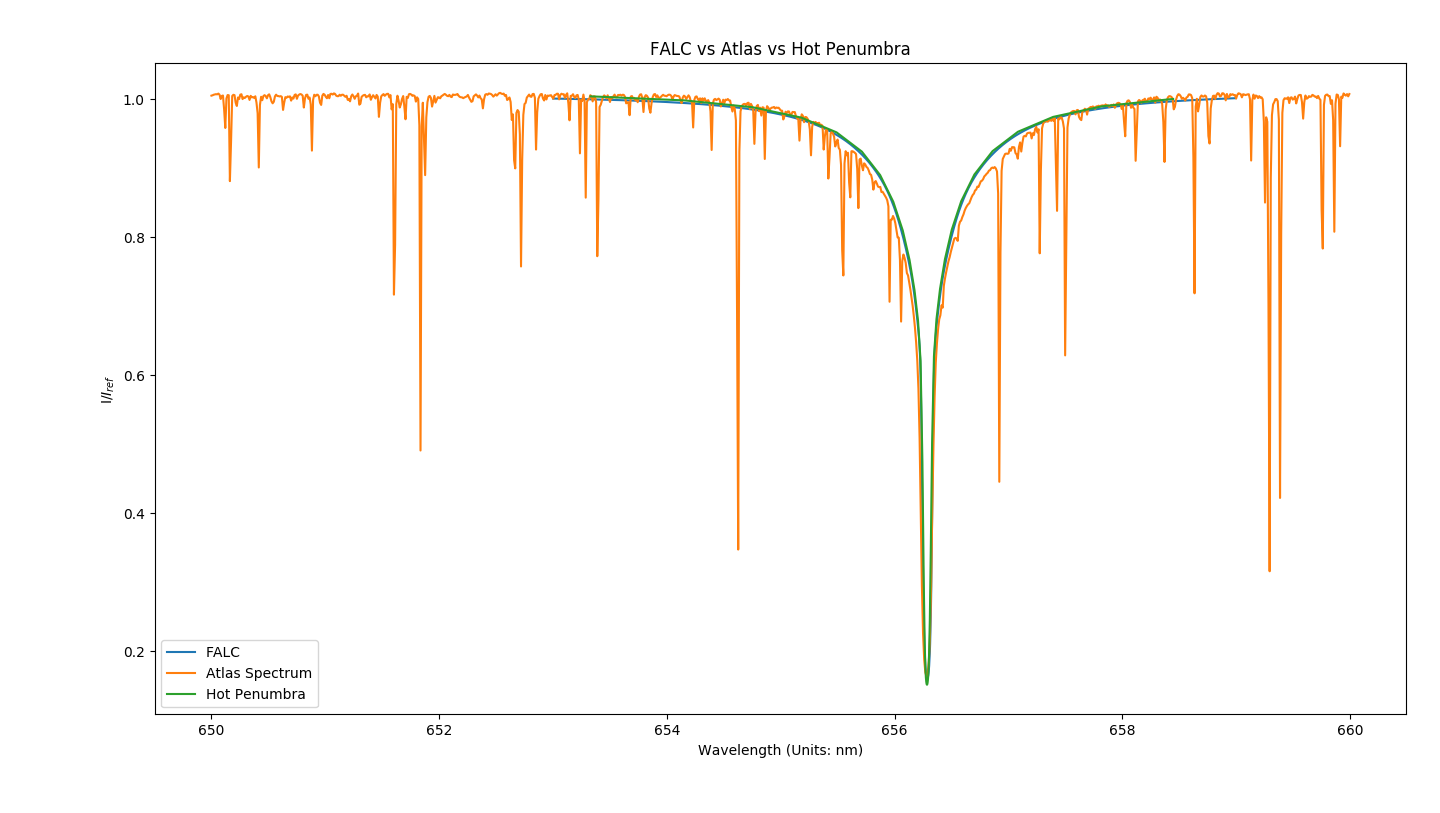 FALC vs Atlas vs Hot Penumbra
1.0
0.8
0.6
0.4
0.2
I/I_ref
FALC
Atlas Spectrum
Hot Penumbra
650
652
654
656
658
660
Wavelength (Units: nm)